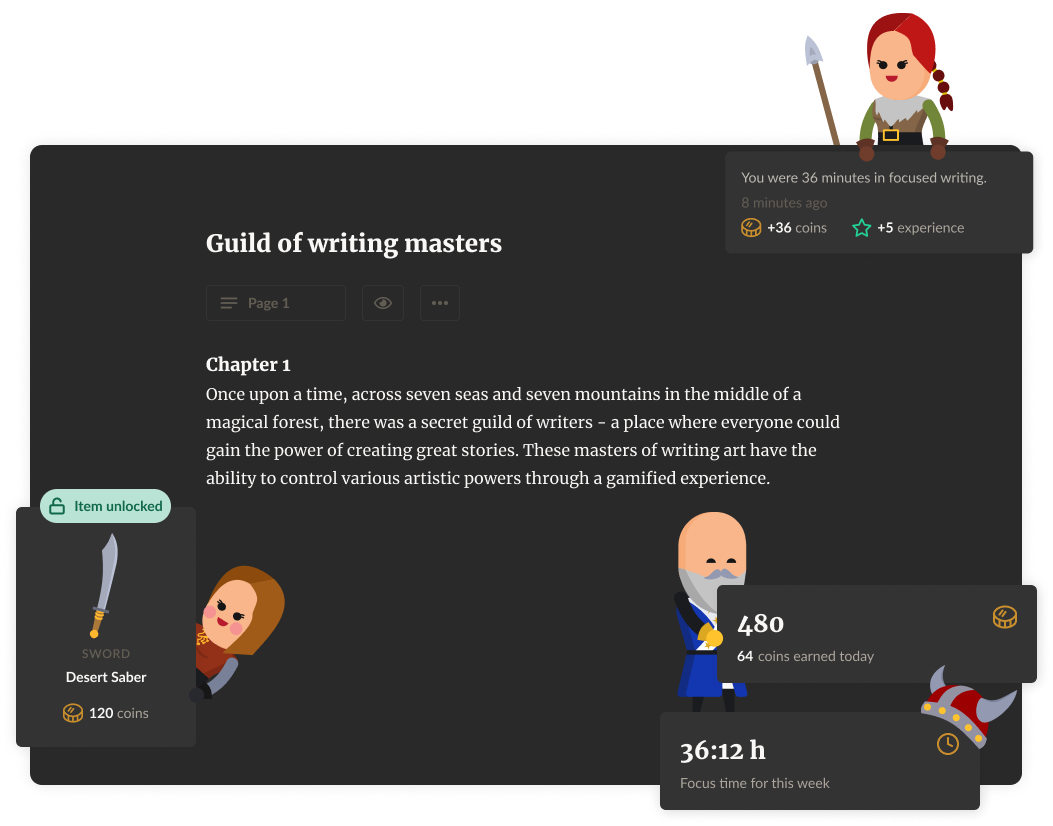 You were 36 minutes in focused writing.
8 minutes ago
+36 coins +5 experience
Guild of writing masters
Page 1
Chapter 1
Once upon a time, across seven seas and seven mountains in the middle of a
magical forest, there was a secret guild of writers - a place where everyone could
gain the power of creating great stories. These masters of writing art have the
ability to control various artistic powers through a gamified experience.
Item unlocked
SWORD
Desert Saber
120 coins
480
64 coins earned today
36:12 h
Focus time for this week